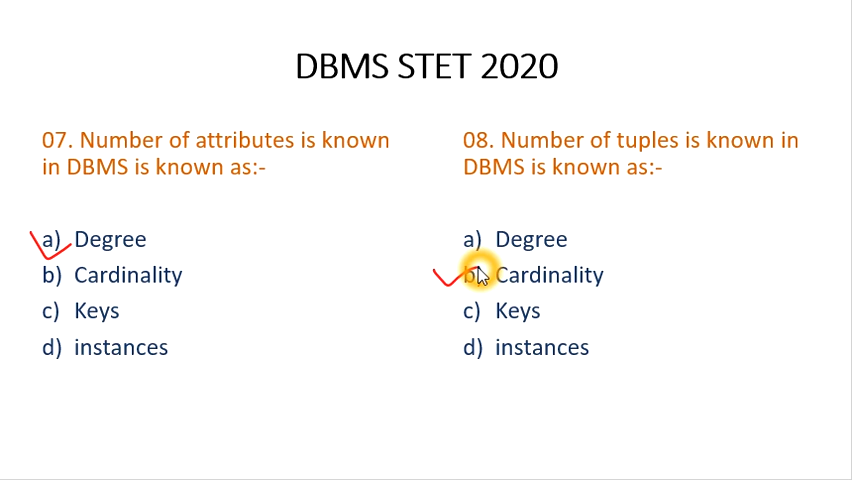 DBMS STET 2020
07. Number of attributes is known
in DBMS is known as:-
a) Degree
b) Cardinality
c) Keys
d) instances
08. Number of tuples is known in
DBMS is known as:-
a) Degree
b) Cardinality
c) Keys
d) instances